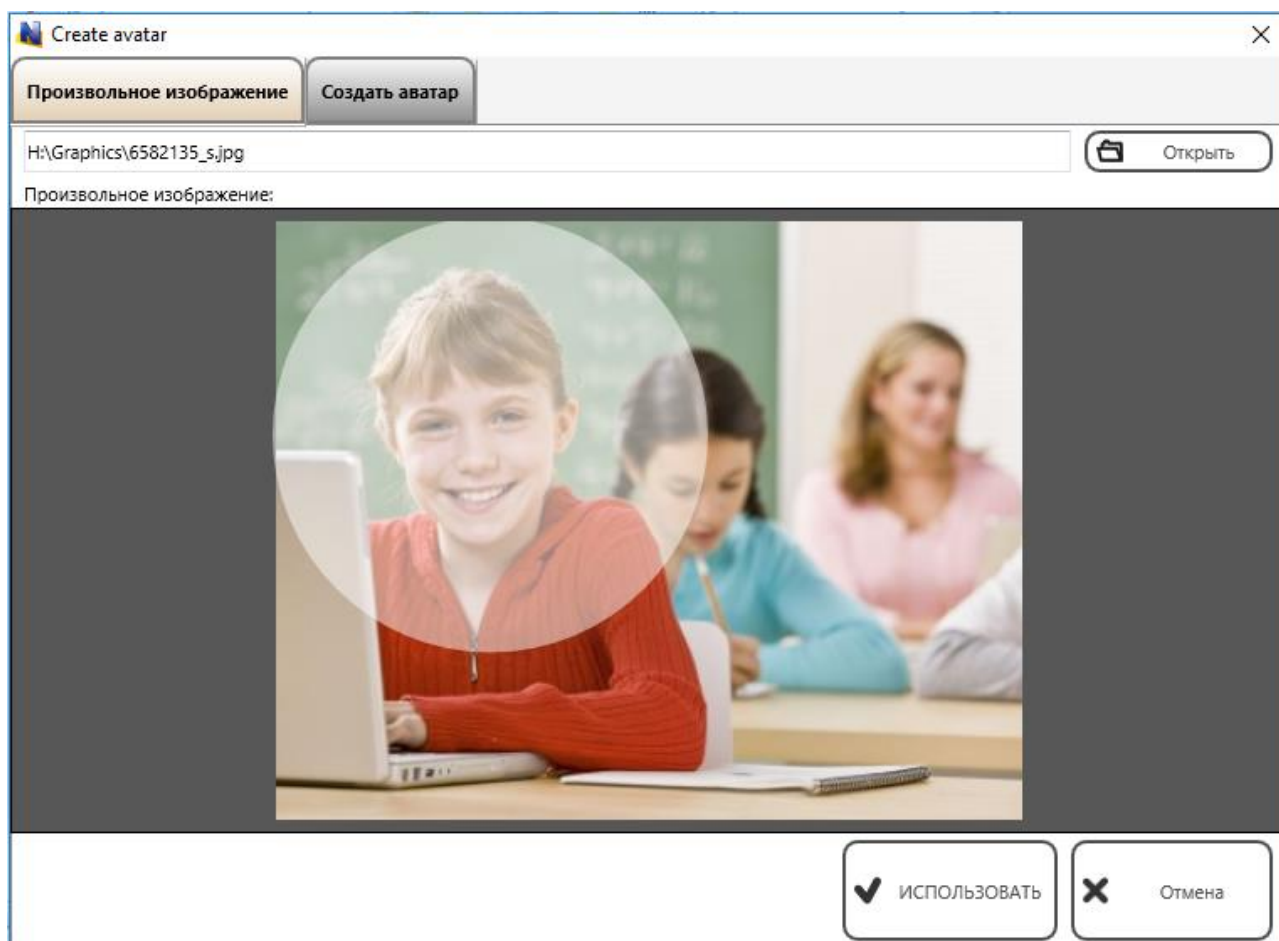 Create avatar
Произвольное изображение
Создать аватар
H:\Graphics\6582135_s.jpg
Открыть
Произвольное изображение:
ИСПОЛЬЗОВАТЬ
Отмена